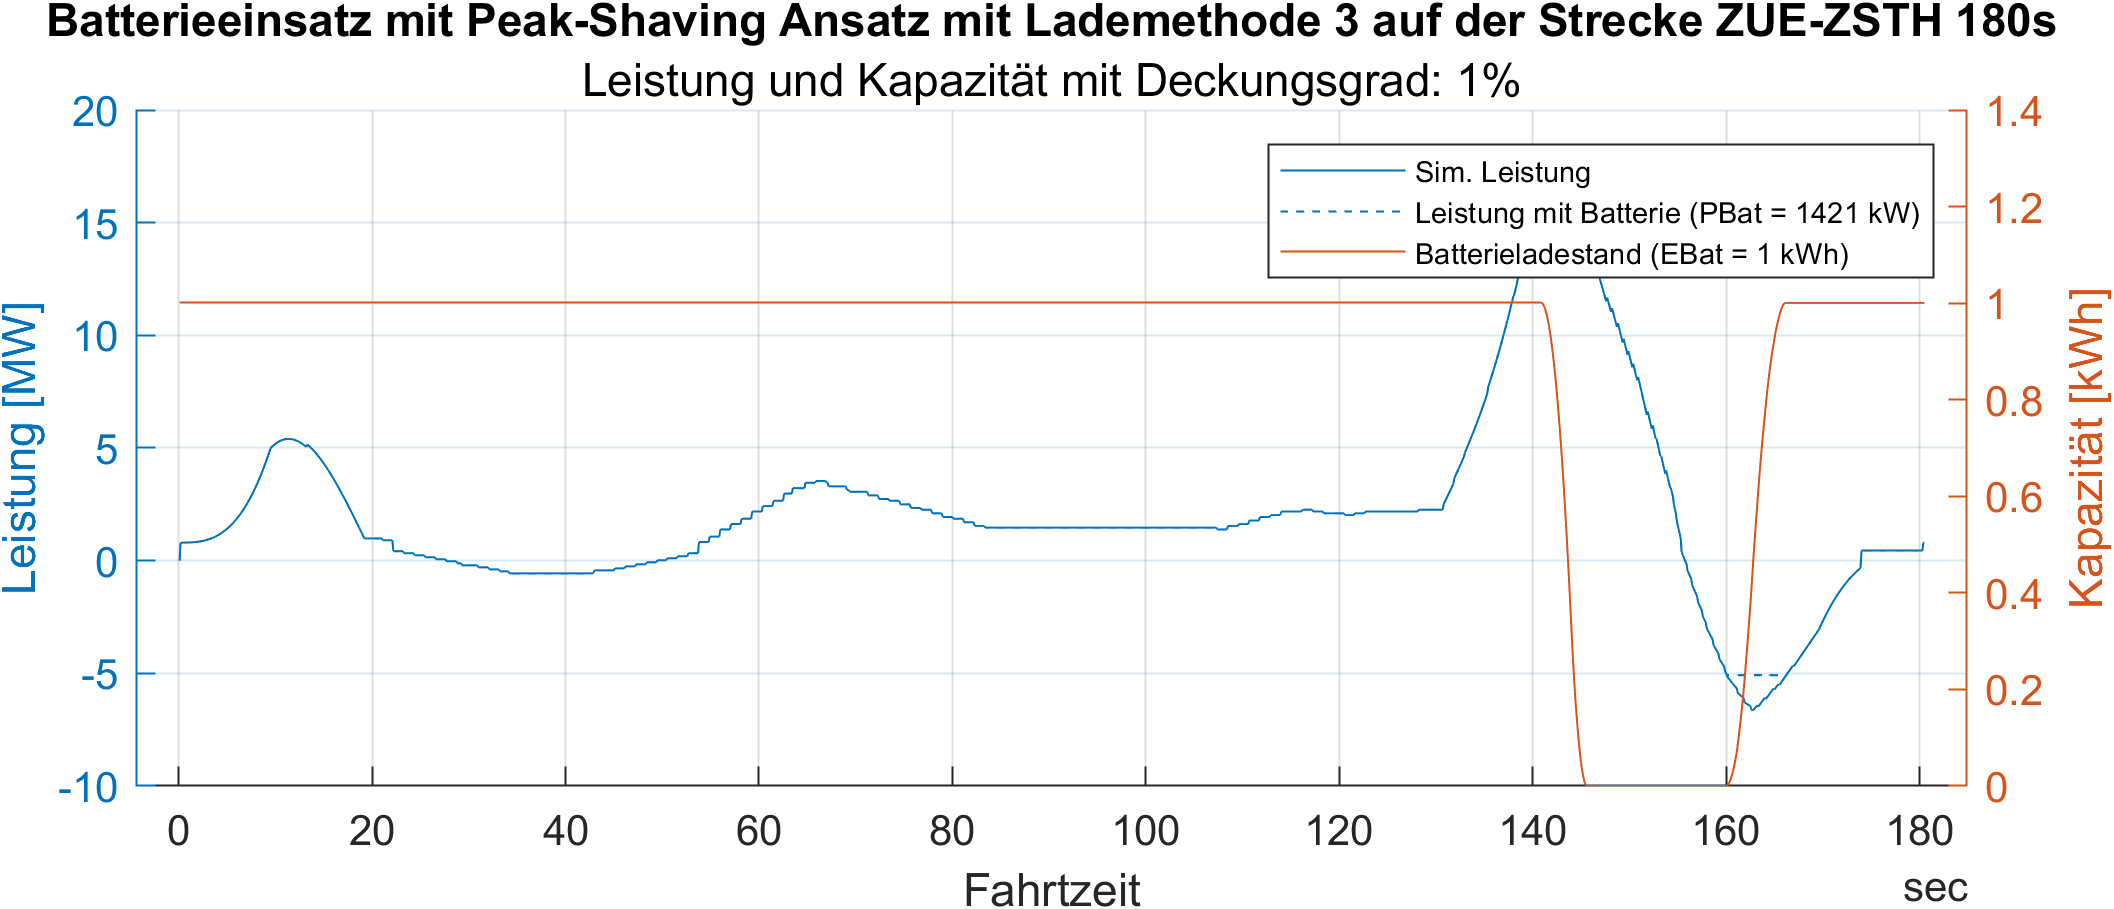 Batterieeinsatz mit Peak-Shaving Ansatz mit Lademethode 3 auf der Strecke ZUE-ZSTH 180s
Leistung und Kapazität mit Deckungsgrad: 1%
Leistung [MW]
20
15
10
5
0
-5
-10
Sim. Leistung
Leistung mit Batterie (PBat = 1421 kW)
Batterieladestand (EBat = 1 kWh)
1.4
1.2
1
0.8
0.6
0.4
0.2
0
Kapazität [kWh]
0 20 40 60 80 100 120 140 160 180
Fahrtzeit
sec